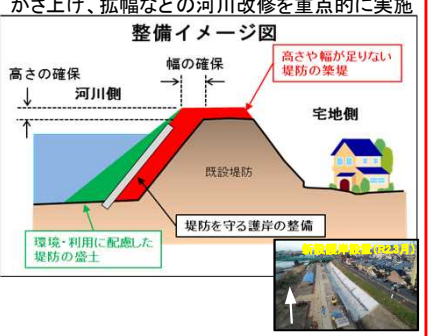 かさ上げ、拡幅などの河川改修を重点的に実施
整備イメージ図
高さや幅が足りない
堤防の築堤
幅の確保
高さの確保
河川側
宅地側
既設堤防
堤防を守る護岸の整備
環境・利用に配慮した
堤防の盛土